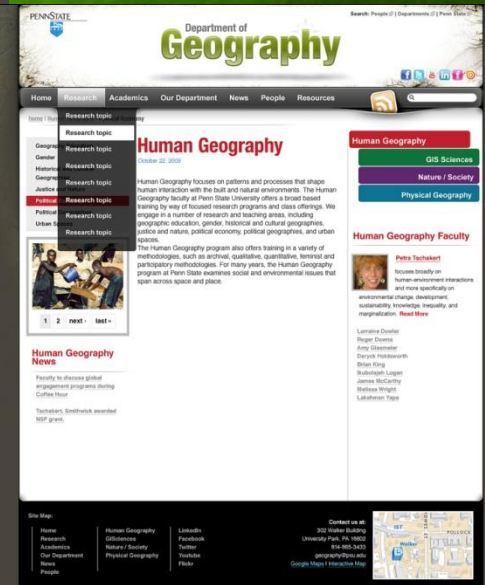 PENNSTATE
Search: People | Departments | Penn State
Department of
Geography
Home Research Academics Our Department News People Resources
Research topic
Research topic
Research topic
Research topic
Research topic
Research topic
Research topic
Research topic
home
Gender
Justice and
Political
Political
Urban
1 2 next › last »
Human Geography
News
Faculty to discuss global
engagement programs during
Coffee Hour
Tschakert, Smithwick awarded
NSF grant.
Human Geography
October 22, 2009
Human Geography focuses on patterns and processes that shape
human interaction with the built and natural environments. The Human
Geography faculty at Penn State University offers a broad based
training by way of focused research programs and class offerings. We
engage in a number of research and teaching areas, including
geographic education, gender, historical and cultural geographies,
justice and nature, political economy, political geographies, and urban
spaces.
The Human Geography program also offers training in a variety of
methodologies, such as archival, qualitative, quantitative, feminist and
participatory methodologies. For many years, the Human Geography
program at Penn State examines social and environmental issues that
span across space and place.
Human Geography
GIS Sciences
Nature / Society
Physical Geography
Human Geography Faculty
Petra Tschakert
focuses broadly on
human-environment interactions
and more specifically on
environmental change, development,
sustainability, knowledge, inequality, and
marginalization. Read More
Lorraine Dowler
Roger Downs
Amy Glasmeier
Deryck Holdsworth
Brian King
Ikubolajeh Logan
James McCarthy
Melissa Wright
Lakshman Yapa
Site Map:
Home
Research
Academics
Our Department
News
People
Human Geography
GISciences
Nature / Society
Physical Geography
LinkedIn
Facebook
Twitter
Youtube
Flickr
Contact us at:
302 Walker Building
University Park, PA 16802
814-865-3433
geography@psu.edu
Google Maps | Interactive Map
IST
Walker
POLLOCK